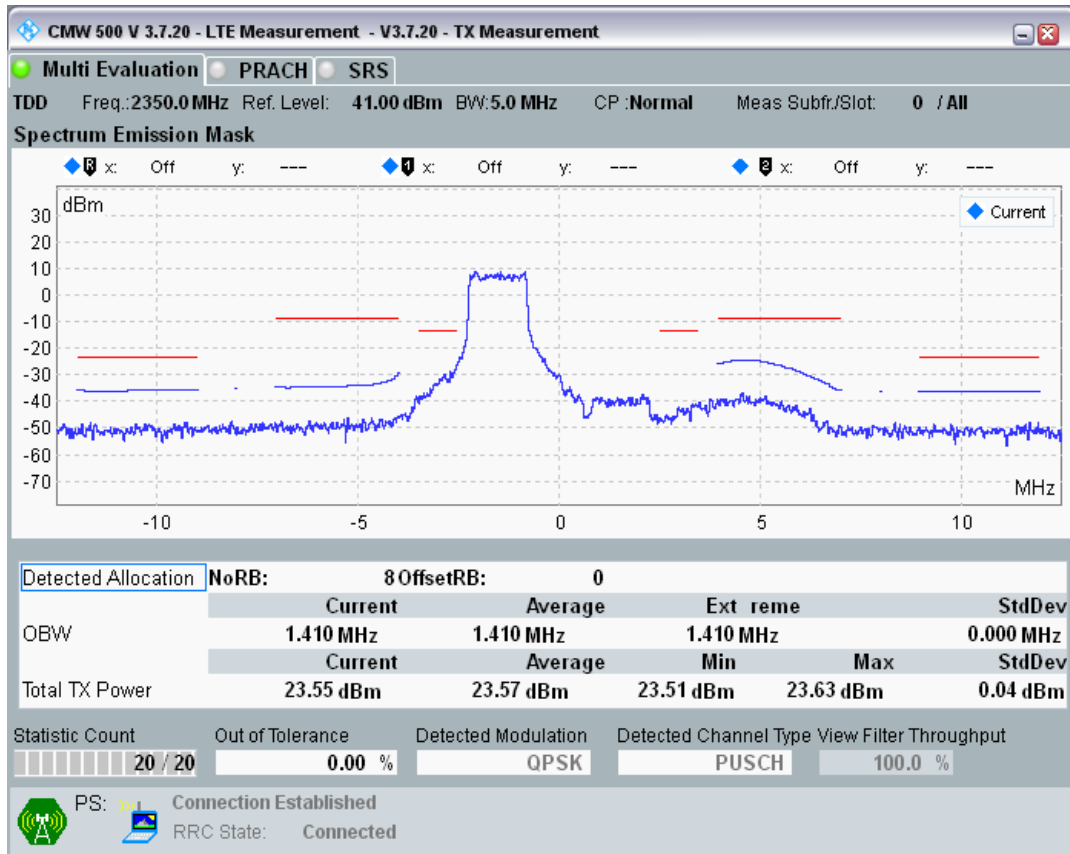 CMW 500 V 3.7.20 - LTE Measurement - V3.7.20 - TX Measurement
Multi Evaluation PRACH SRS
TDD Freq.:2350.0 MHz Ref. Level: 41.00 dBm BW:5.0 MHz CP :Normal Meas Subfr./Slot: 0 / All
Spectrum Emission Mask
R x: Off y: --- 1 x: Off y: --- 2 x: Off y: ---
dBm
Current
30
20
10
0
-10
-20
-30
-40
-50
-60
-70
MHz
-10 -5 0 5 10
Detected Allocation NoRB: 8 OffsetRB: 0
Current Average Ext reme StdDev
OBW 1.410 MHz 1.410 MHz 1.410 MHz 0.000 MHz
Current Average Min Max StdDev
Total TX Power 23.55 dBm 23.57 dBm 23.51 dBm 23.63 dBm 0.04 dBm
Statistic Count Out of Tolerance Detected Modulation Detected Channel Type View Filter Throughput
20 / 20 0.00 % QPSK PUSCH 100.0 %
PS: Connection Established
RRC State: Connected